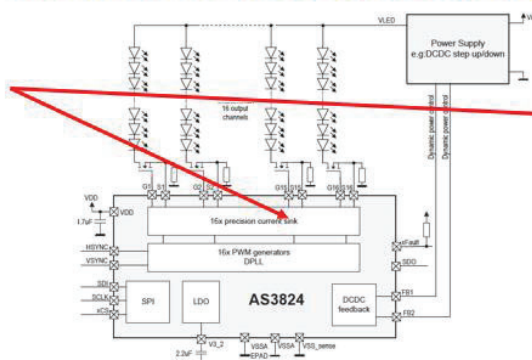 VLED
Power Supply
e.g:DCDC step up/down
16 output
channels
Dynamic power control
Dynamic power control
G1 S1 G2 S2 G15 S15 G16 S16
VDD
VDD
16x precision current sink
HSYNC
VSYNC
16x PWM generators
DPLL
xFault
SDO
SDI
SCLK
xCS
SPI
LDO
AS3824
DCDC
feedback
FB1
FB2
V3_2
2.2uF
VSSA
EPAD
VSSA
VSS_sense